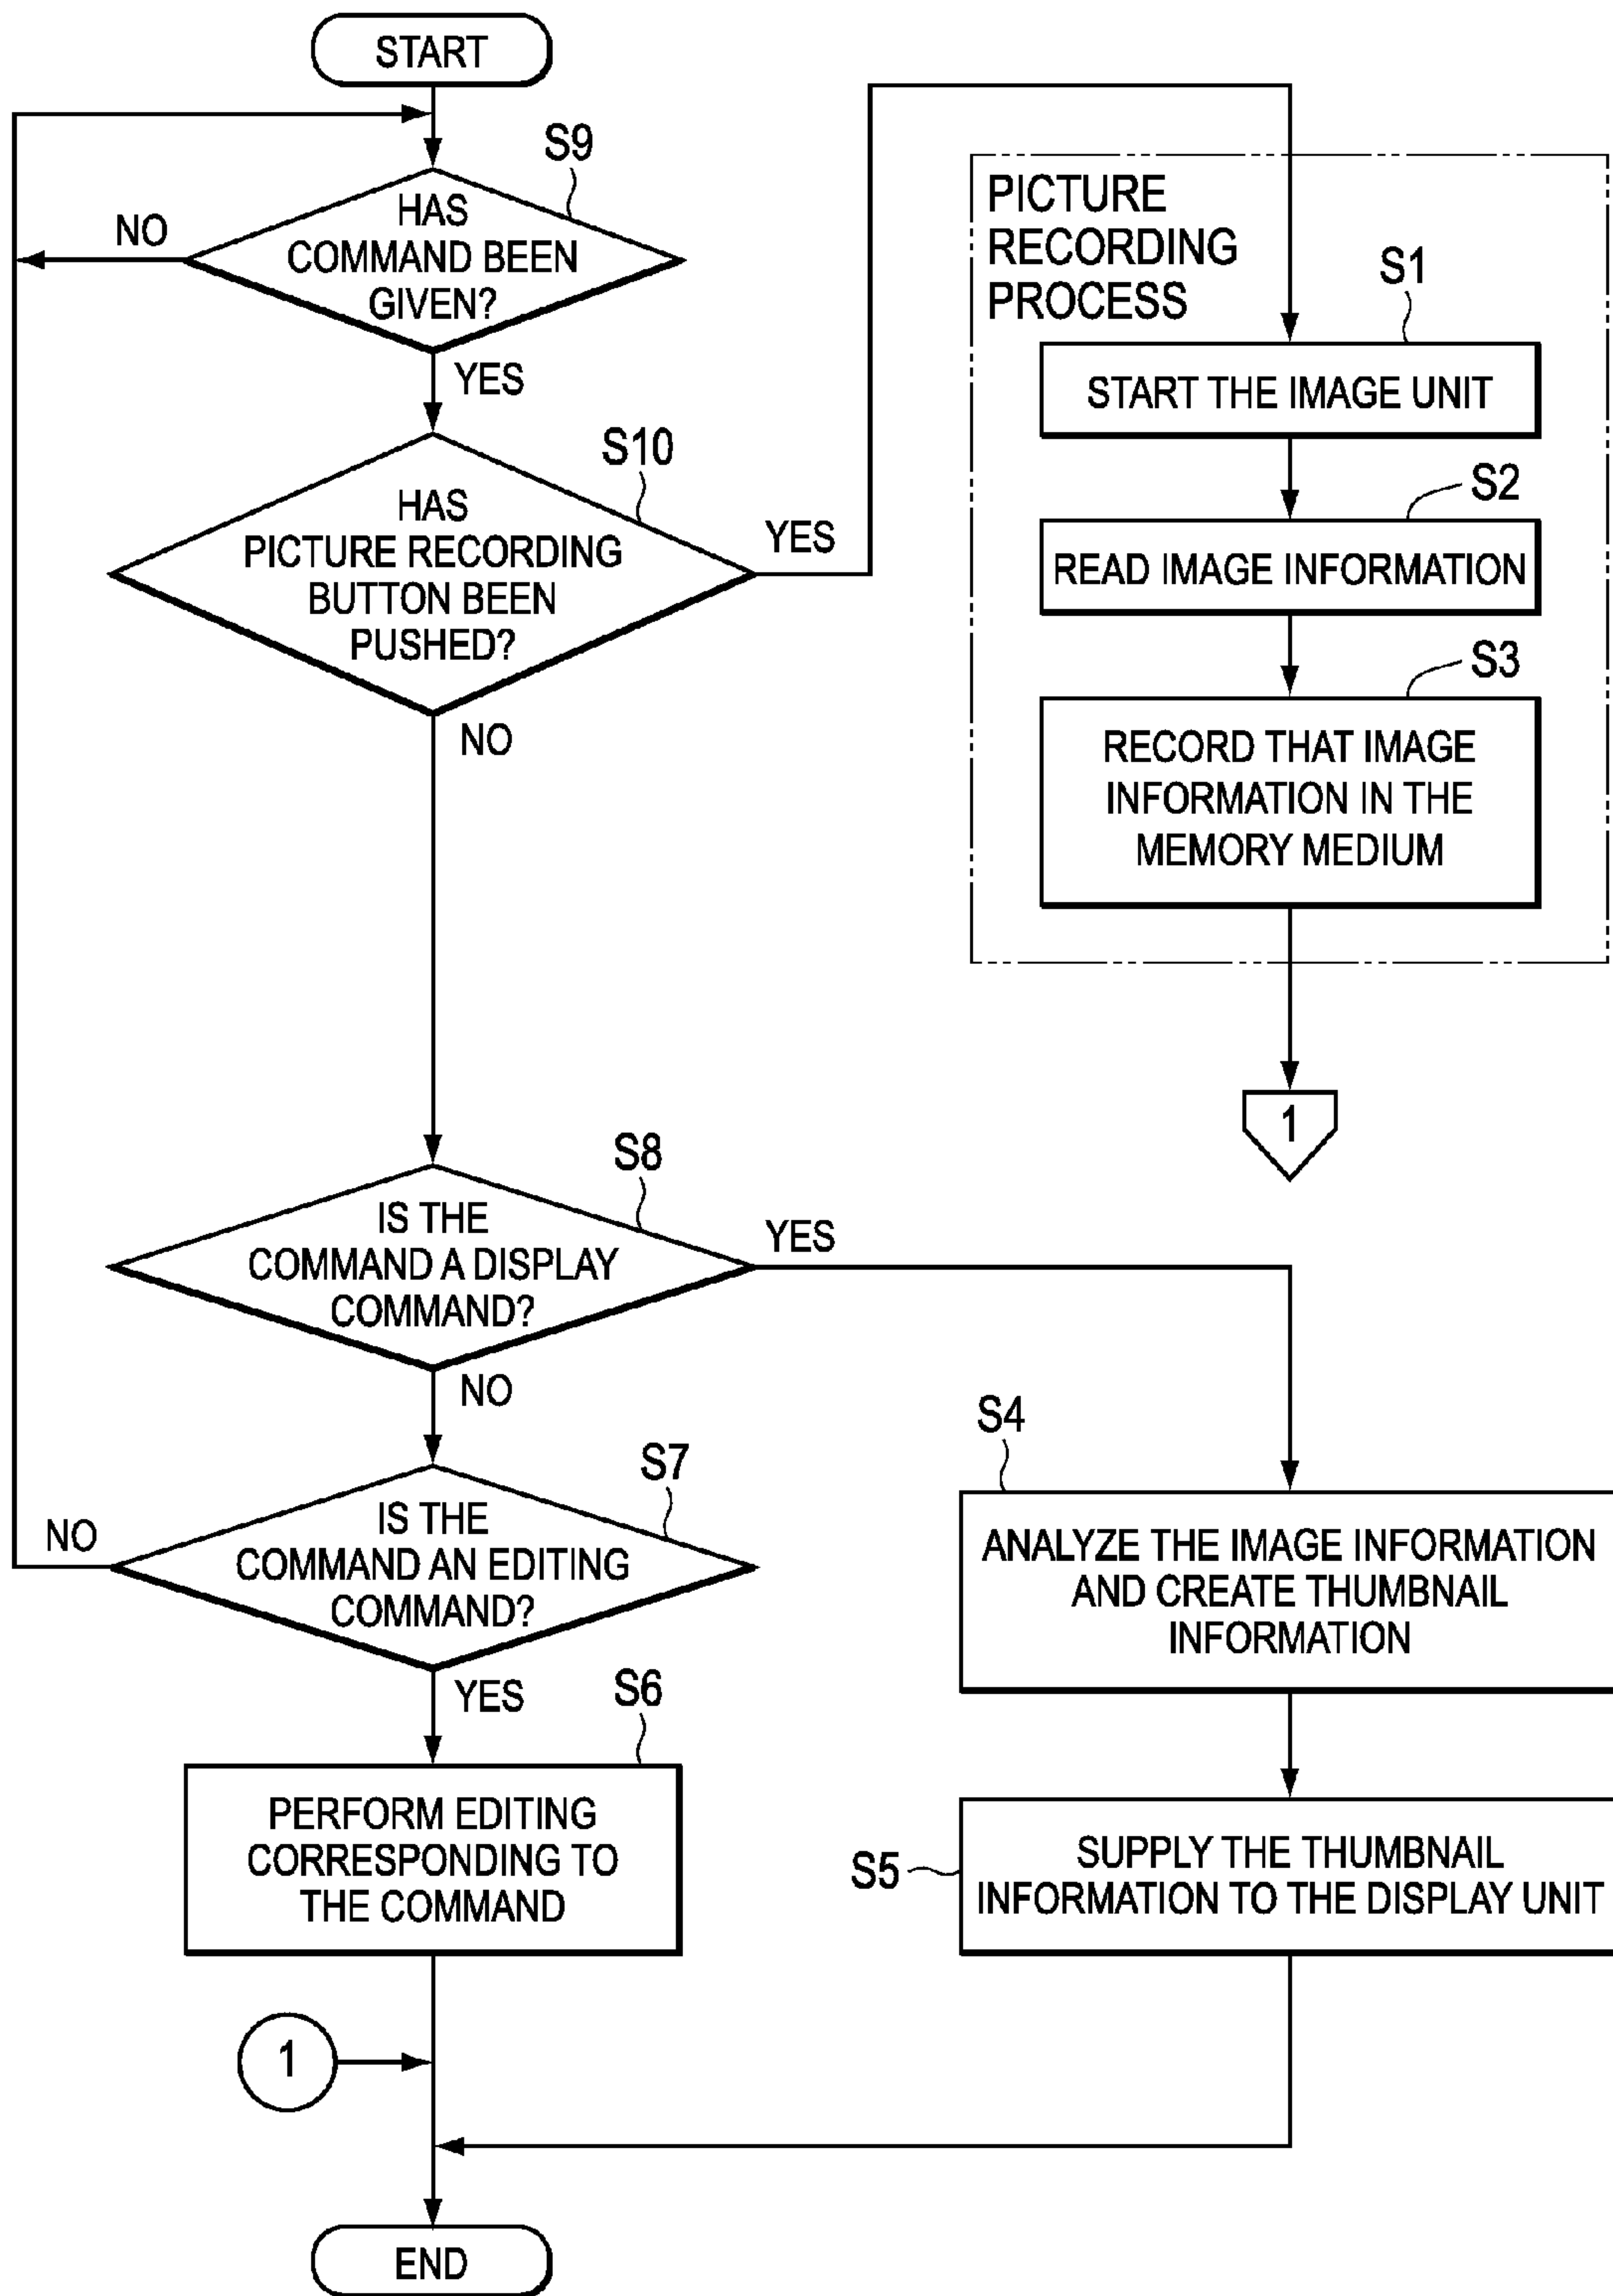 START
S9
HAS
COMMAND BEEN
GIVEN?
NO
YES
S10
HAS
PICTURE RECORDING
BUTTON BEEN
PUSHED?
YES
NO
PICTURE
RECORDING
PROCESS
S1
START THE IMAGE UNIT
S2
READ IMAGE INFORMATION
S3
RECORD THAT IMAGE
INFORMATION IN THE
MEMORY MEDIUM
1
S8
IS THE
COMMAND A DISPLAY
COMMAND?
YES
NO
S7
IS THE
COMMAND AN EDITING
COMMAND?
NO
YES
S4
ANALYZE THE IMAGE INFORMATION
AND CREATE THUMBNAIL
INFORMATION
S6
PERFORM EDITING
CORRESPONDING TO
THE COMMAND
S5
SUPPLY THE THUMBNAIL
INFORMATION TO THE DISPLAY UNIT
1
END